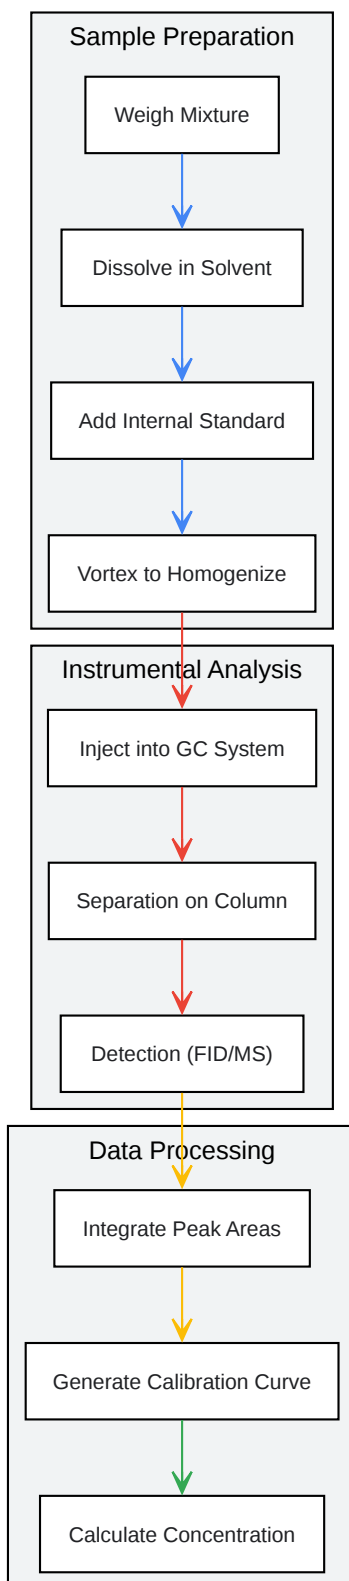 Sample Preparation
Weigh Mixture
Dissolve in Solvent
Add Internal Standard
Vortex to Homogenize
Instrumental Analysis
Inject into GC System
Separation on Column
Detection (FID/MS)
Data Processing
Integrate Peak Areas
Generate Calibration Curve
Calculate Concentration